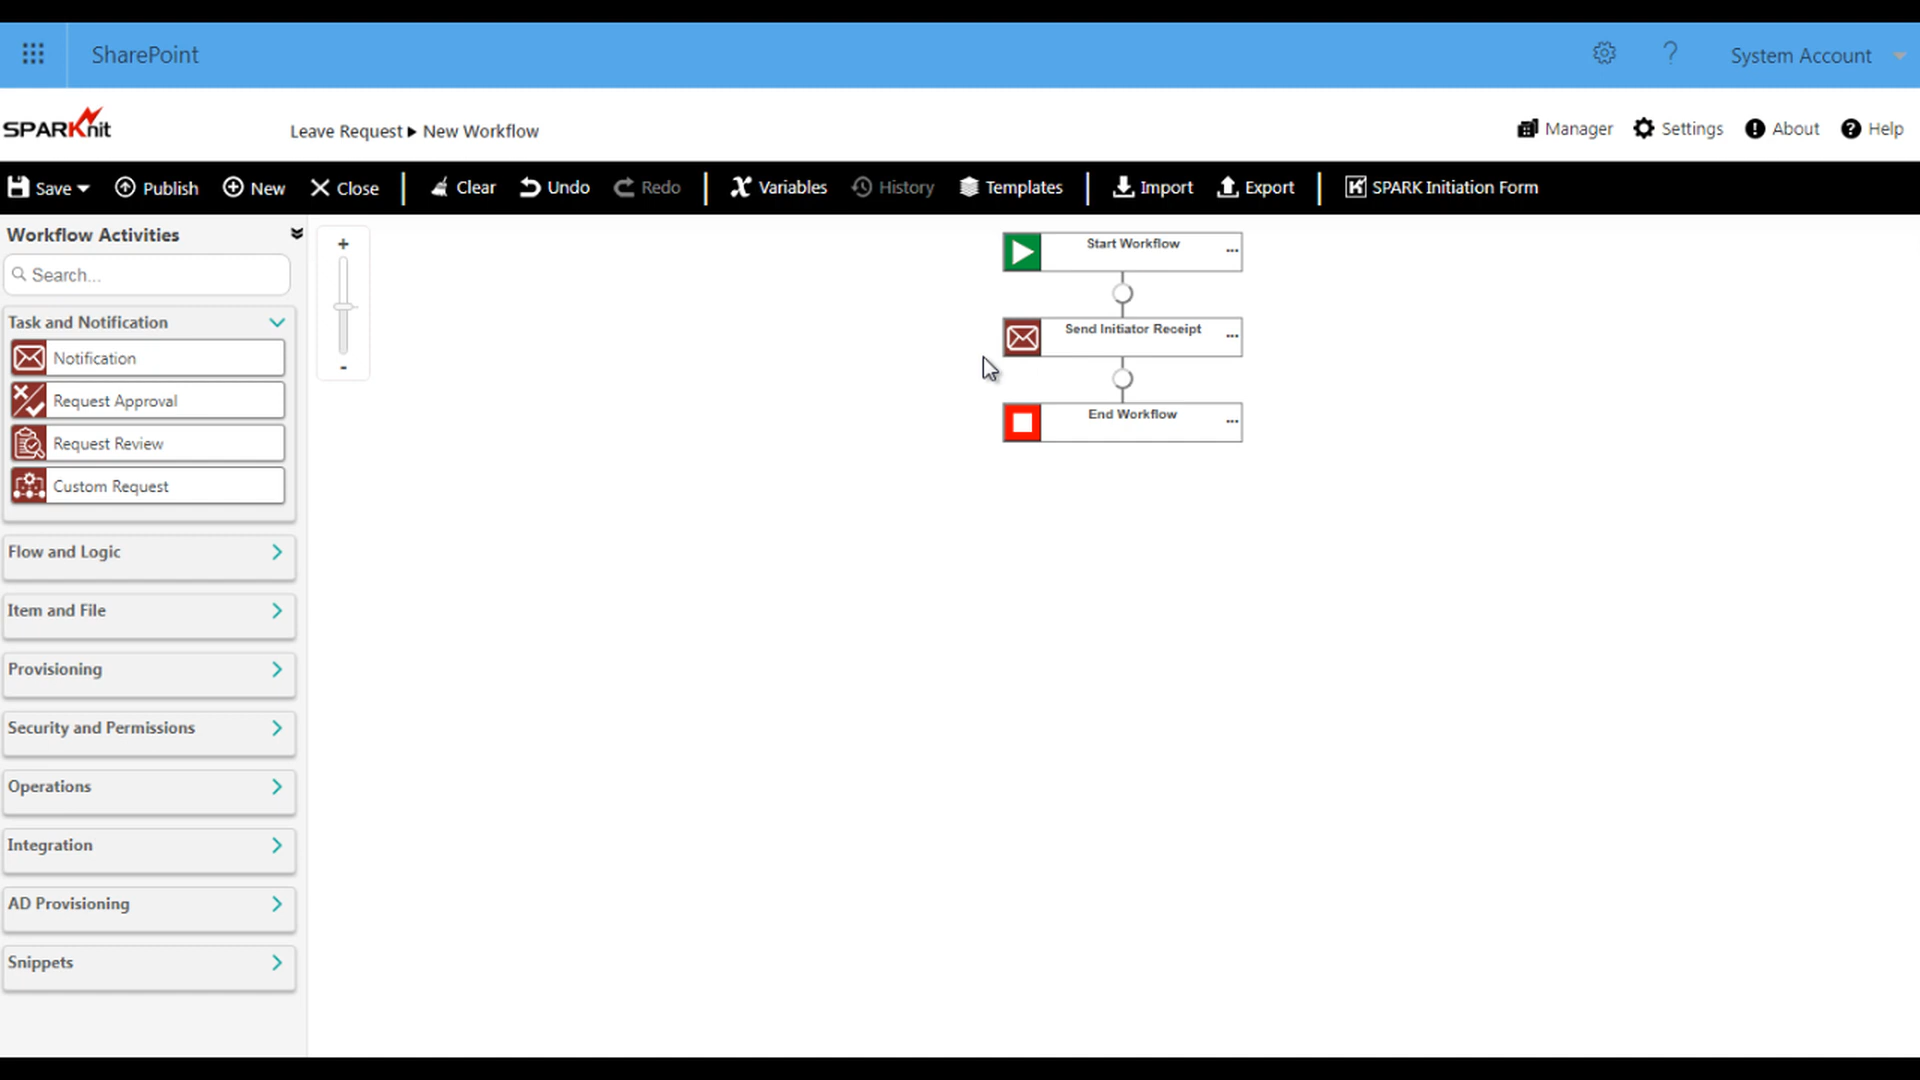 SharePoint
?
System Account
SPARKnit
Leave Request ▸ New Workflow
Manager
Settings
About
Help
Save
Publish
New
Close
Clear
Undo
Redo
Variables
History
Templates
Import
Export
SPARK Initiation Form
Workflow Activities
Search...
Task and Notification
Notification
Request Approval
Request Review
Custom Request
Flow and Logic
Item and File
Provisioning
Security and Permissions
Operations
Integration
AD Provisioning
Snippets
+
-
Start Workflow
...
Send Initiator Receipt
...
End Workflow
...